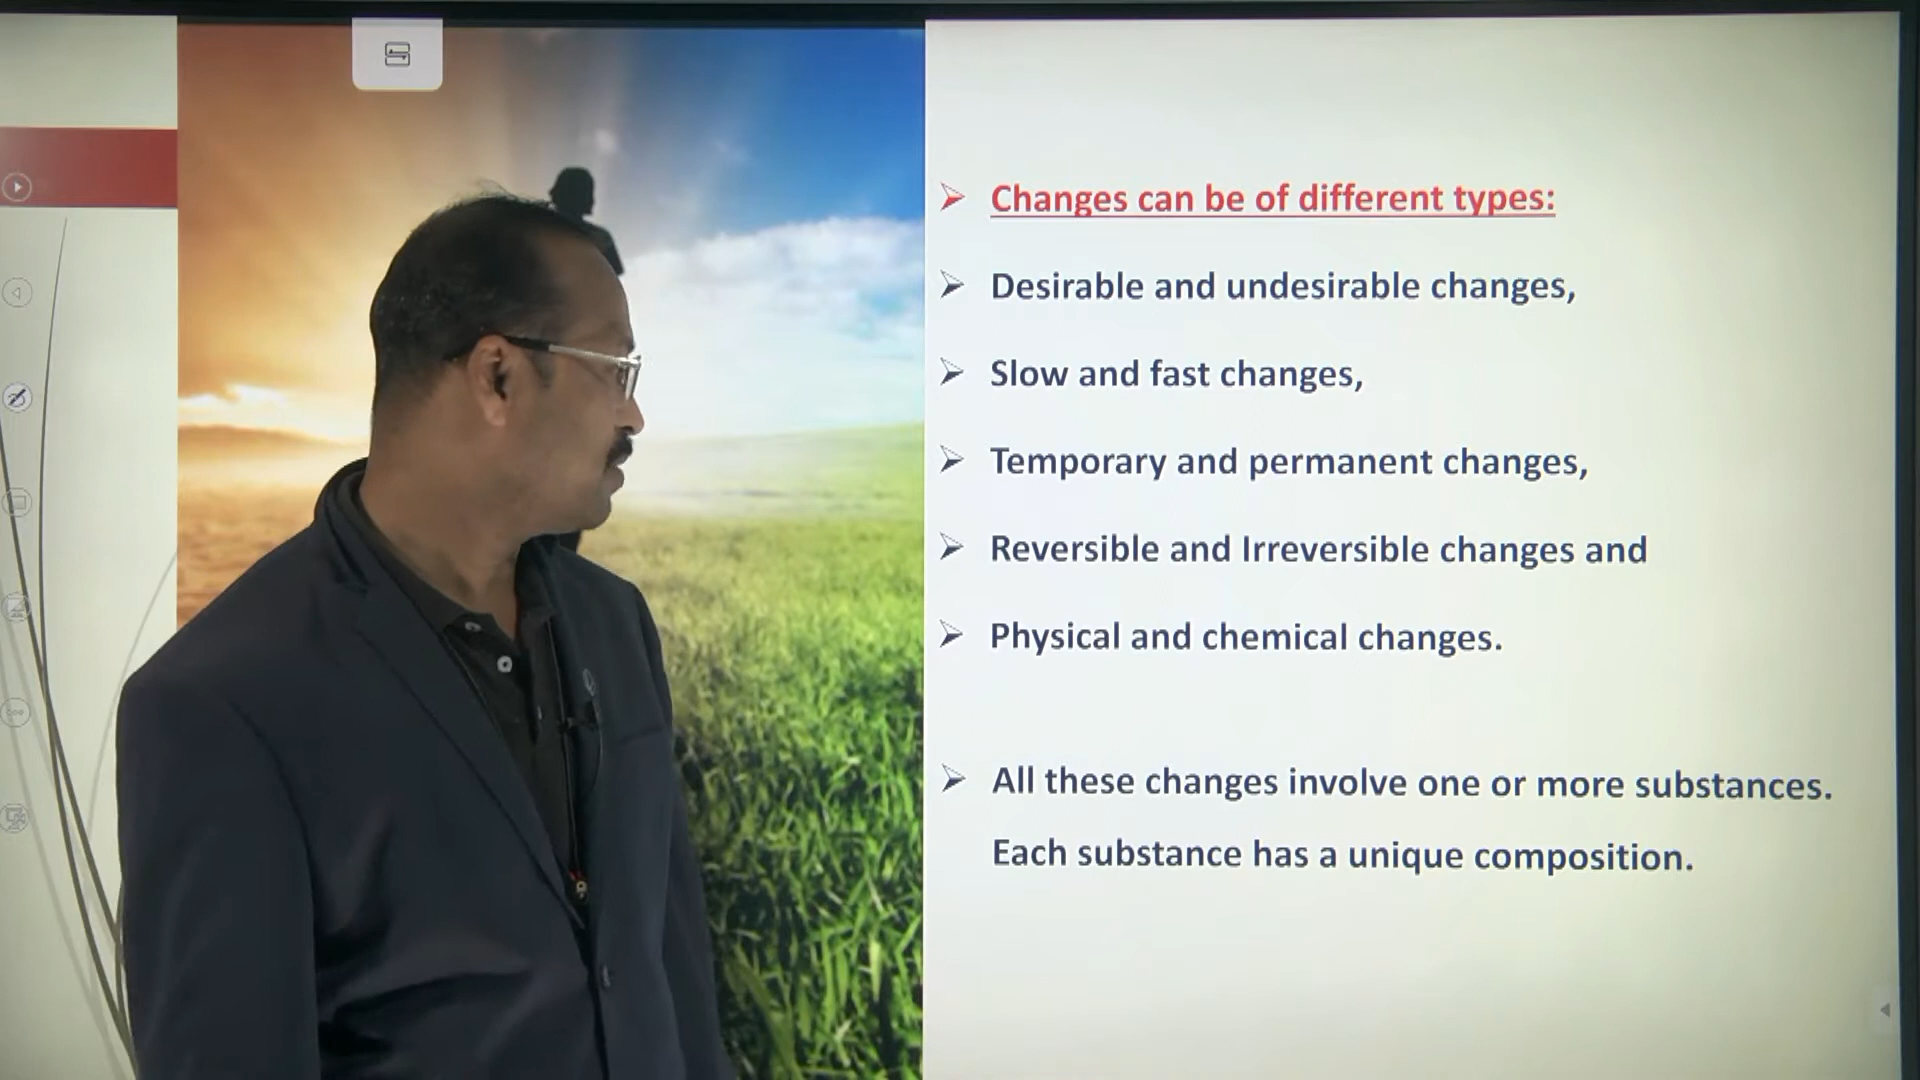 Changes can be of different types:
Desirable and undesirable changes,
Slow and fast changes,
Temporary and permanent changes,
Reversible and Irreversible changes and
Physical and chemical changes.
All these changes involve one or more substances.
Each substance has a unique composition.